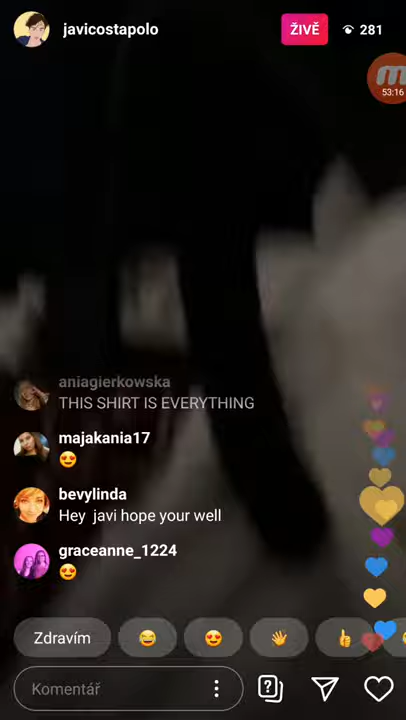 javicostapolo
ŽIVĚ
281
53:16
aniagierkowska
THIS SHIRT IS EVERYTHING
majakania17
😍
bevylinda
Hey javi hope your well
graceanne_1224
😍
Zdravím 😂 😍 👋 👍
Komentář